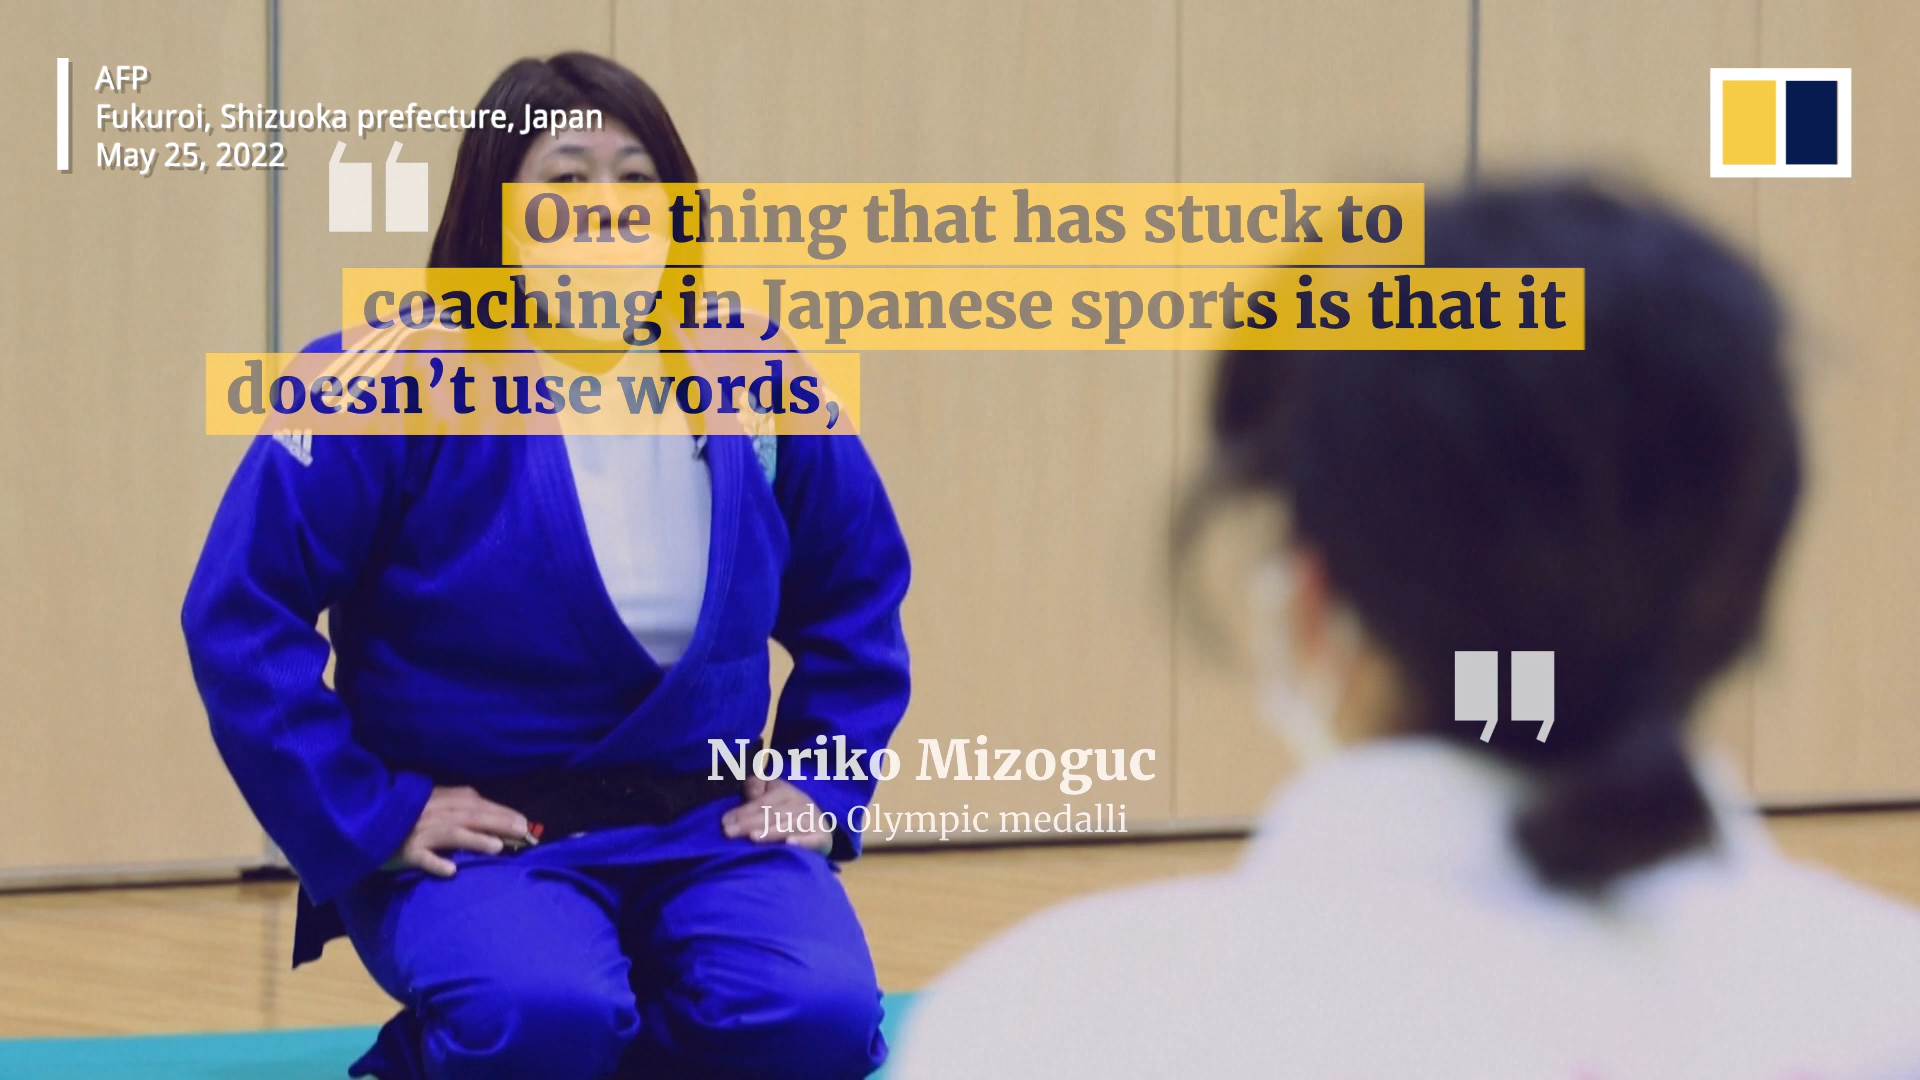 AFP
Fukuroi, Shizuoka prefecture, Japan
May 25, 2022
“
One thing that has stuck to
coaching in Japanese sports is that it
doesn’t use words,
”
Noriko Mizoguc
Judo Olympic medalli